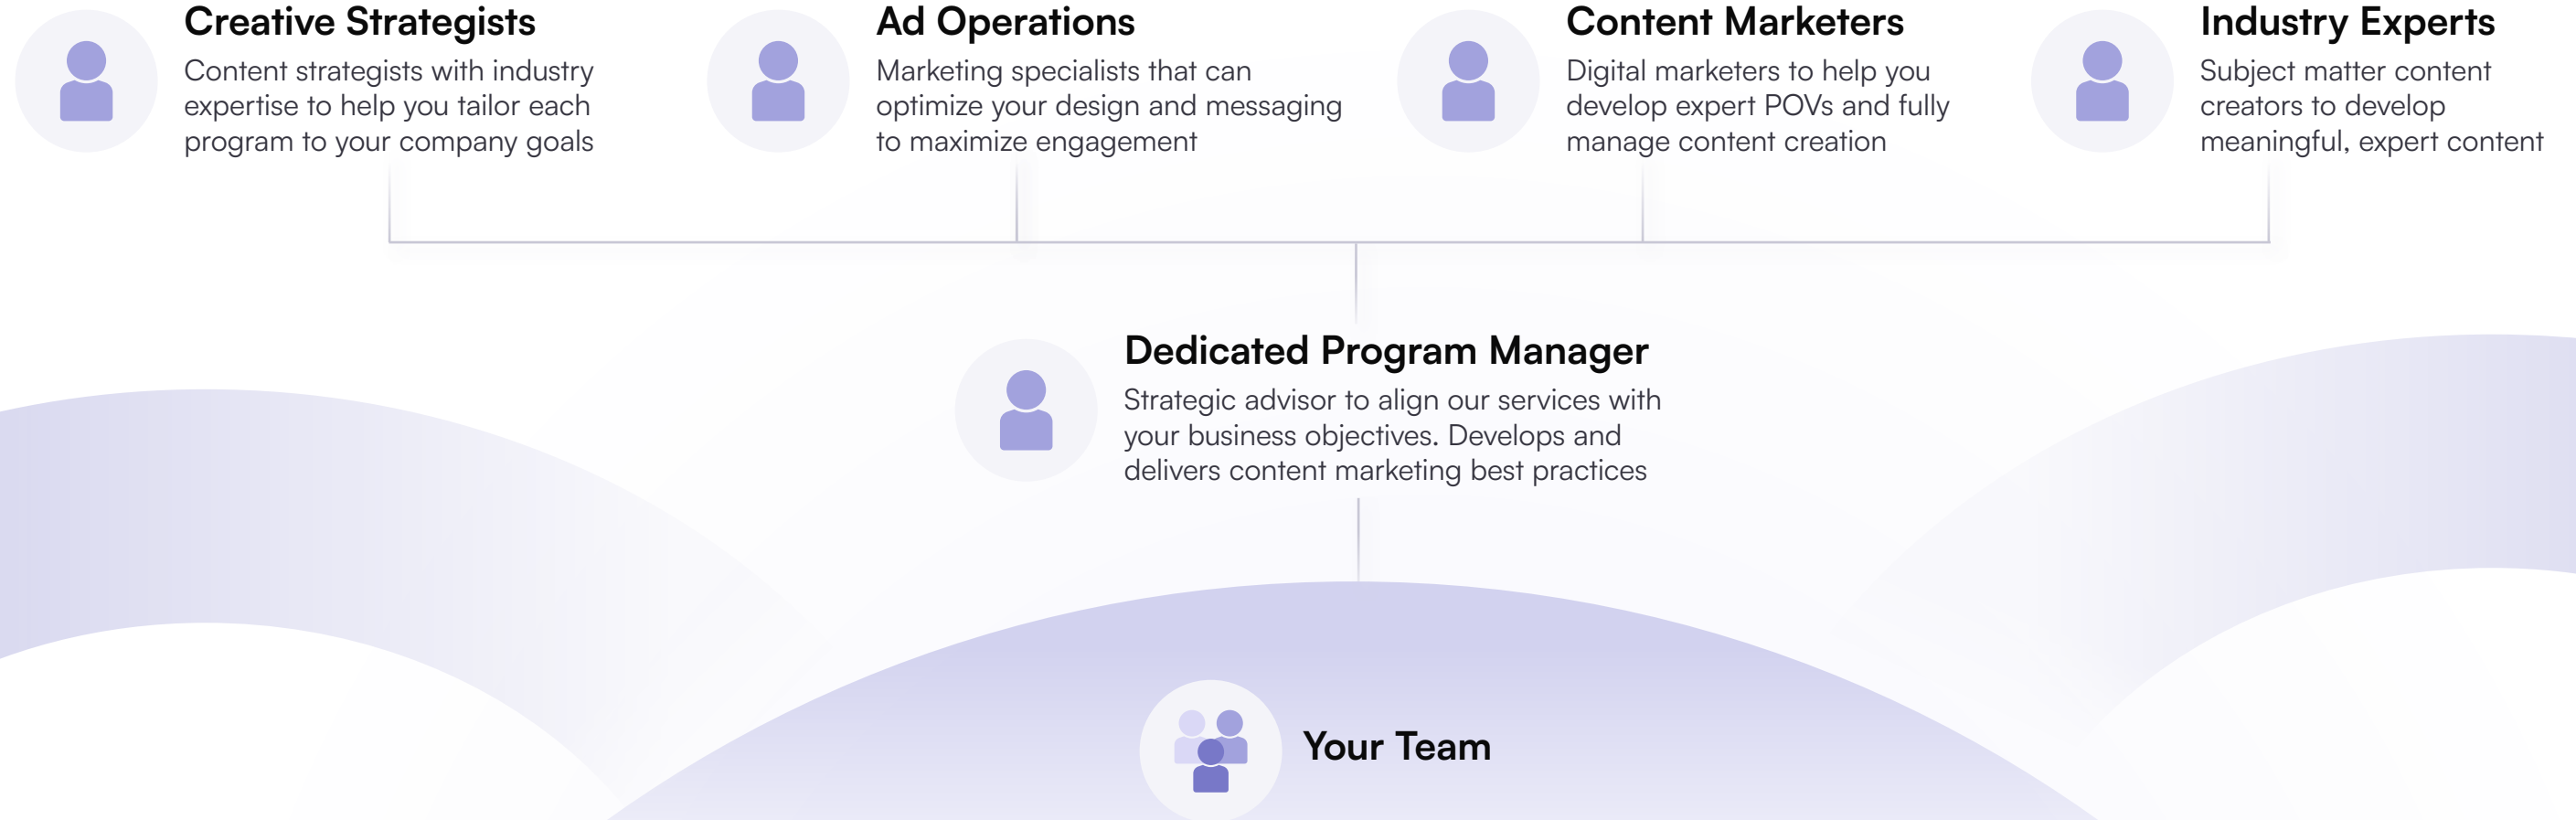 Creative Strategists
Content strategists with industry
expertise to help you tailor each
program to your company goals
Ad Operations
Marketing specialists that can
optimize your design and messaging
to maximize engagement
Content Marketers
Digital marketers to help you
develop expert POVs and fully
manage content creation
Industry Experts
Subject matter content
creators to develop
meaningful, expert content
Dedicated Program Manager
Strategic advisor to align our services with
your business objectives. Develops and
delivers content marketing best practices
Your Team